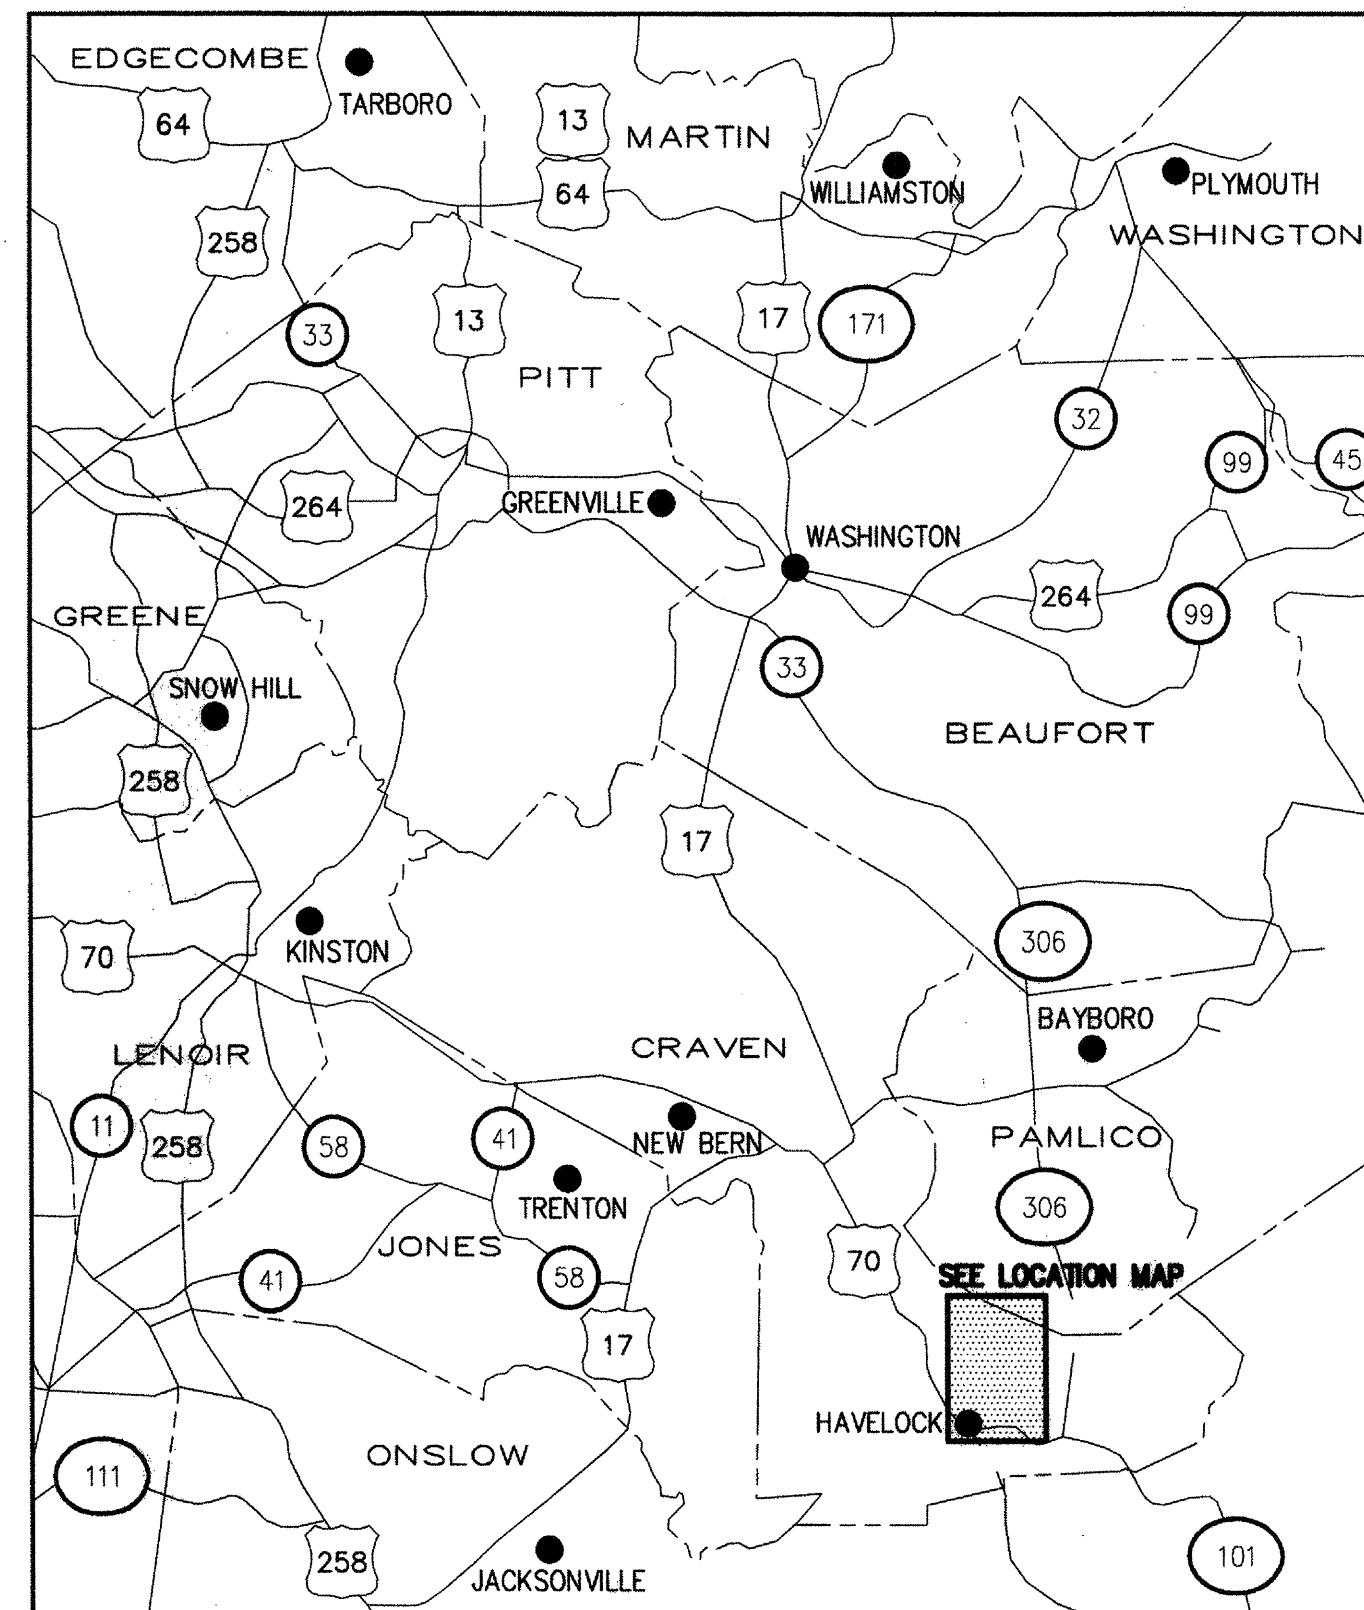 EDGECOMBE
TARBORO
64
13
MARTIN
64
WILLIAMSTON
PLYMOUTH
WASHINGTON
258
33
13
17
171
PITT
32
99
45
264
GREENVILLE
WASHINGTON
264
99
GREENE
33
SNOW HILL
BEAUFORT
258
17
70
KINSTON
306
BAYBORO
LENOIR
CRAVEN
11
258
58
41
NEW BERN
PAMLICO
TRENTON
306
JONES
41
58
70
SEE LOCATION MAP
17
HAVELOCK
ONSLOW
111
258
JACKSONVILLE
101